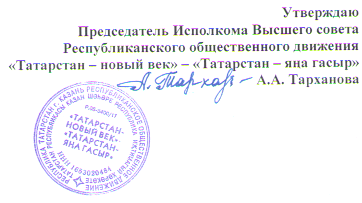 Утверждаю
Председатель Исполкома Высшего совета
Республиканского общественного движения
«Татарстан – новый век» – «Татарстан – яңа гасыр»
А.А. Тарханова
«ТАТАРСТАН-
НОВЫЙ ВЕК»-
«ТАТАРСТАН-
ЯҢА ГАСЫР»